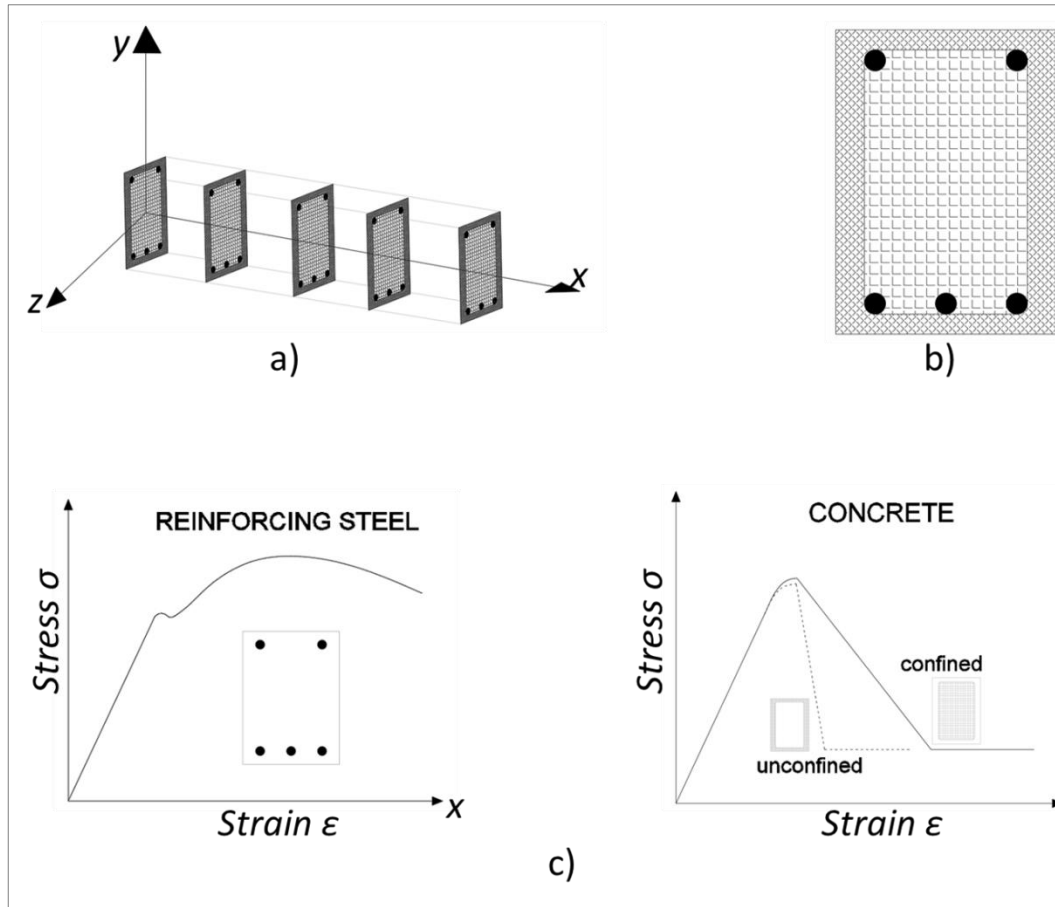 y
x
z
a)
b)
REINFORCING STEEL
Stress σ
Strain ε
x
CONCRETE
Stress σ
confined
unconfined
Strain ε
c)